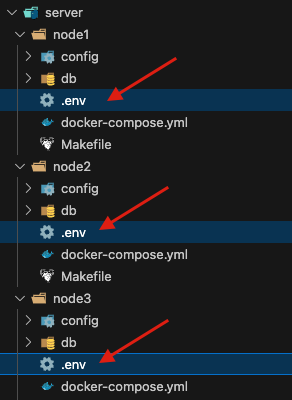 server
node1
config
db
.env
docker-compose.yml
Makefile
node2
config
db
.env
docker-compose.yml
Makefile
node3
config
db
.env
docker-compose.yml